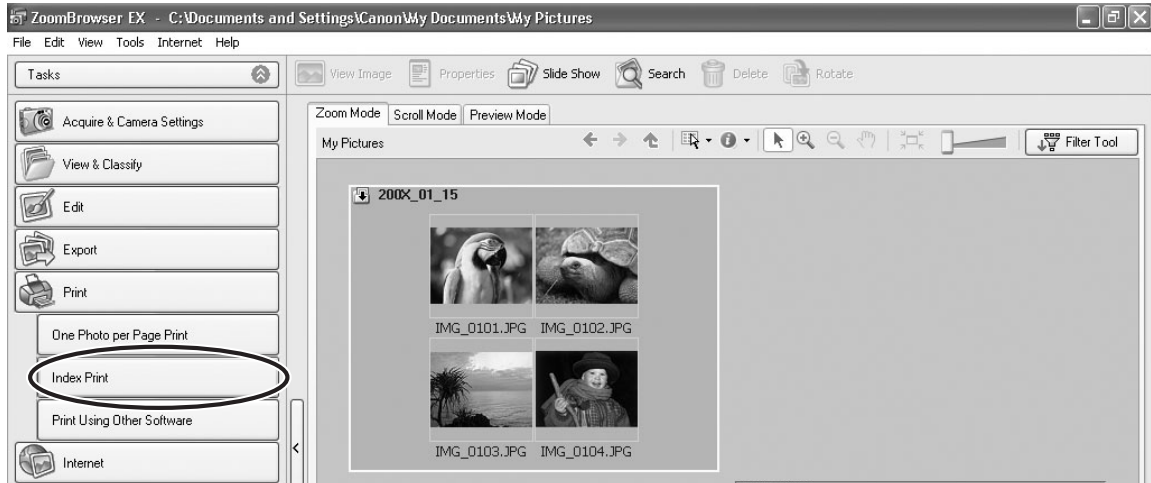 ZoomBrowser EX - C:\Documents and Settings\Canon\My Documents\My Pictures
File Edit View Tools Internet Help
Tasks
View Image Properties Slide Show Search Delete Rotate
Acquire & Camera Settings
View & Classify
Edit
Export
Print
One Photo per Page Print
Index Print
Print Using Other Software
Internet
Zoom Mode Scroll Mode Preview Mode
My Pictures
Filter Tool
200X_01_15
IMG_0101.JPG IMG_0102.JPG
IMG_0103.JPG IMG_0104.JPG